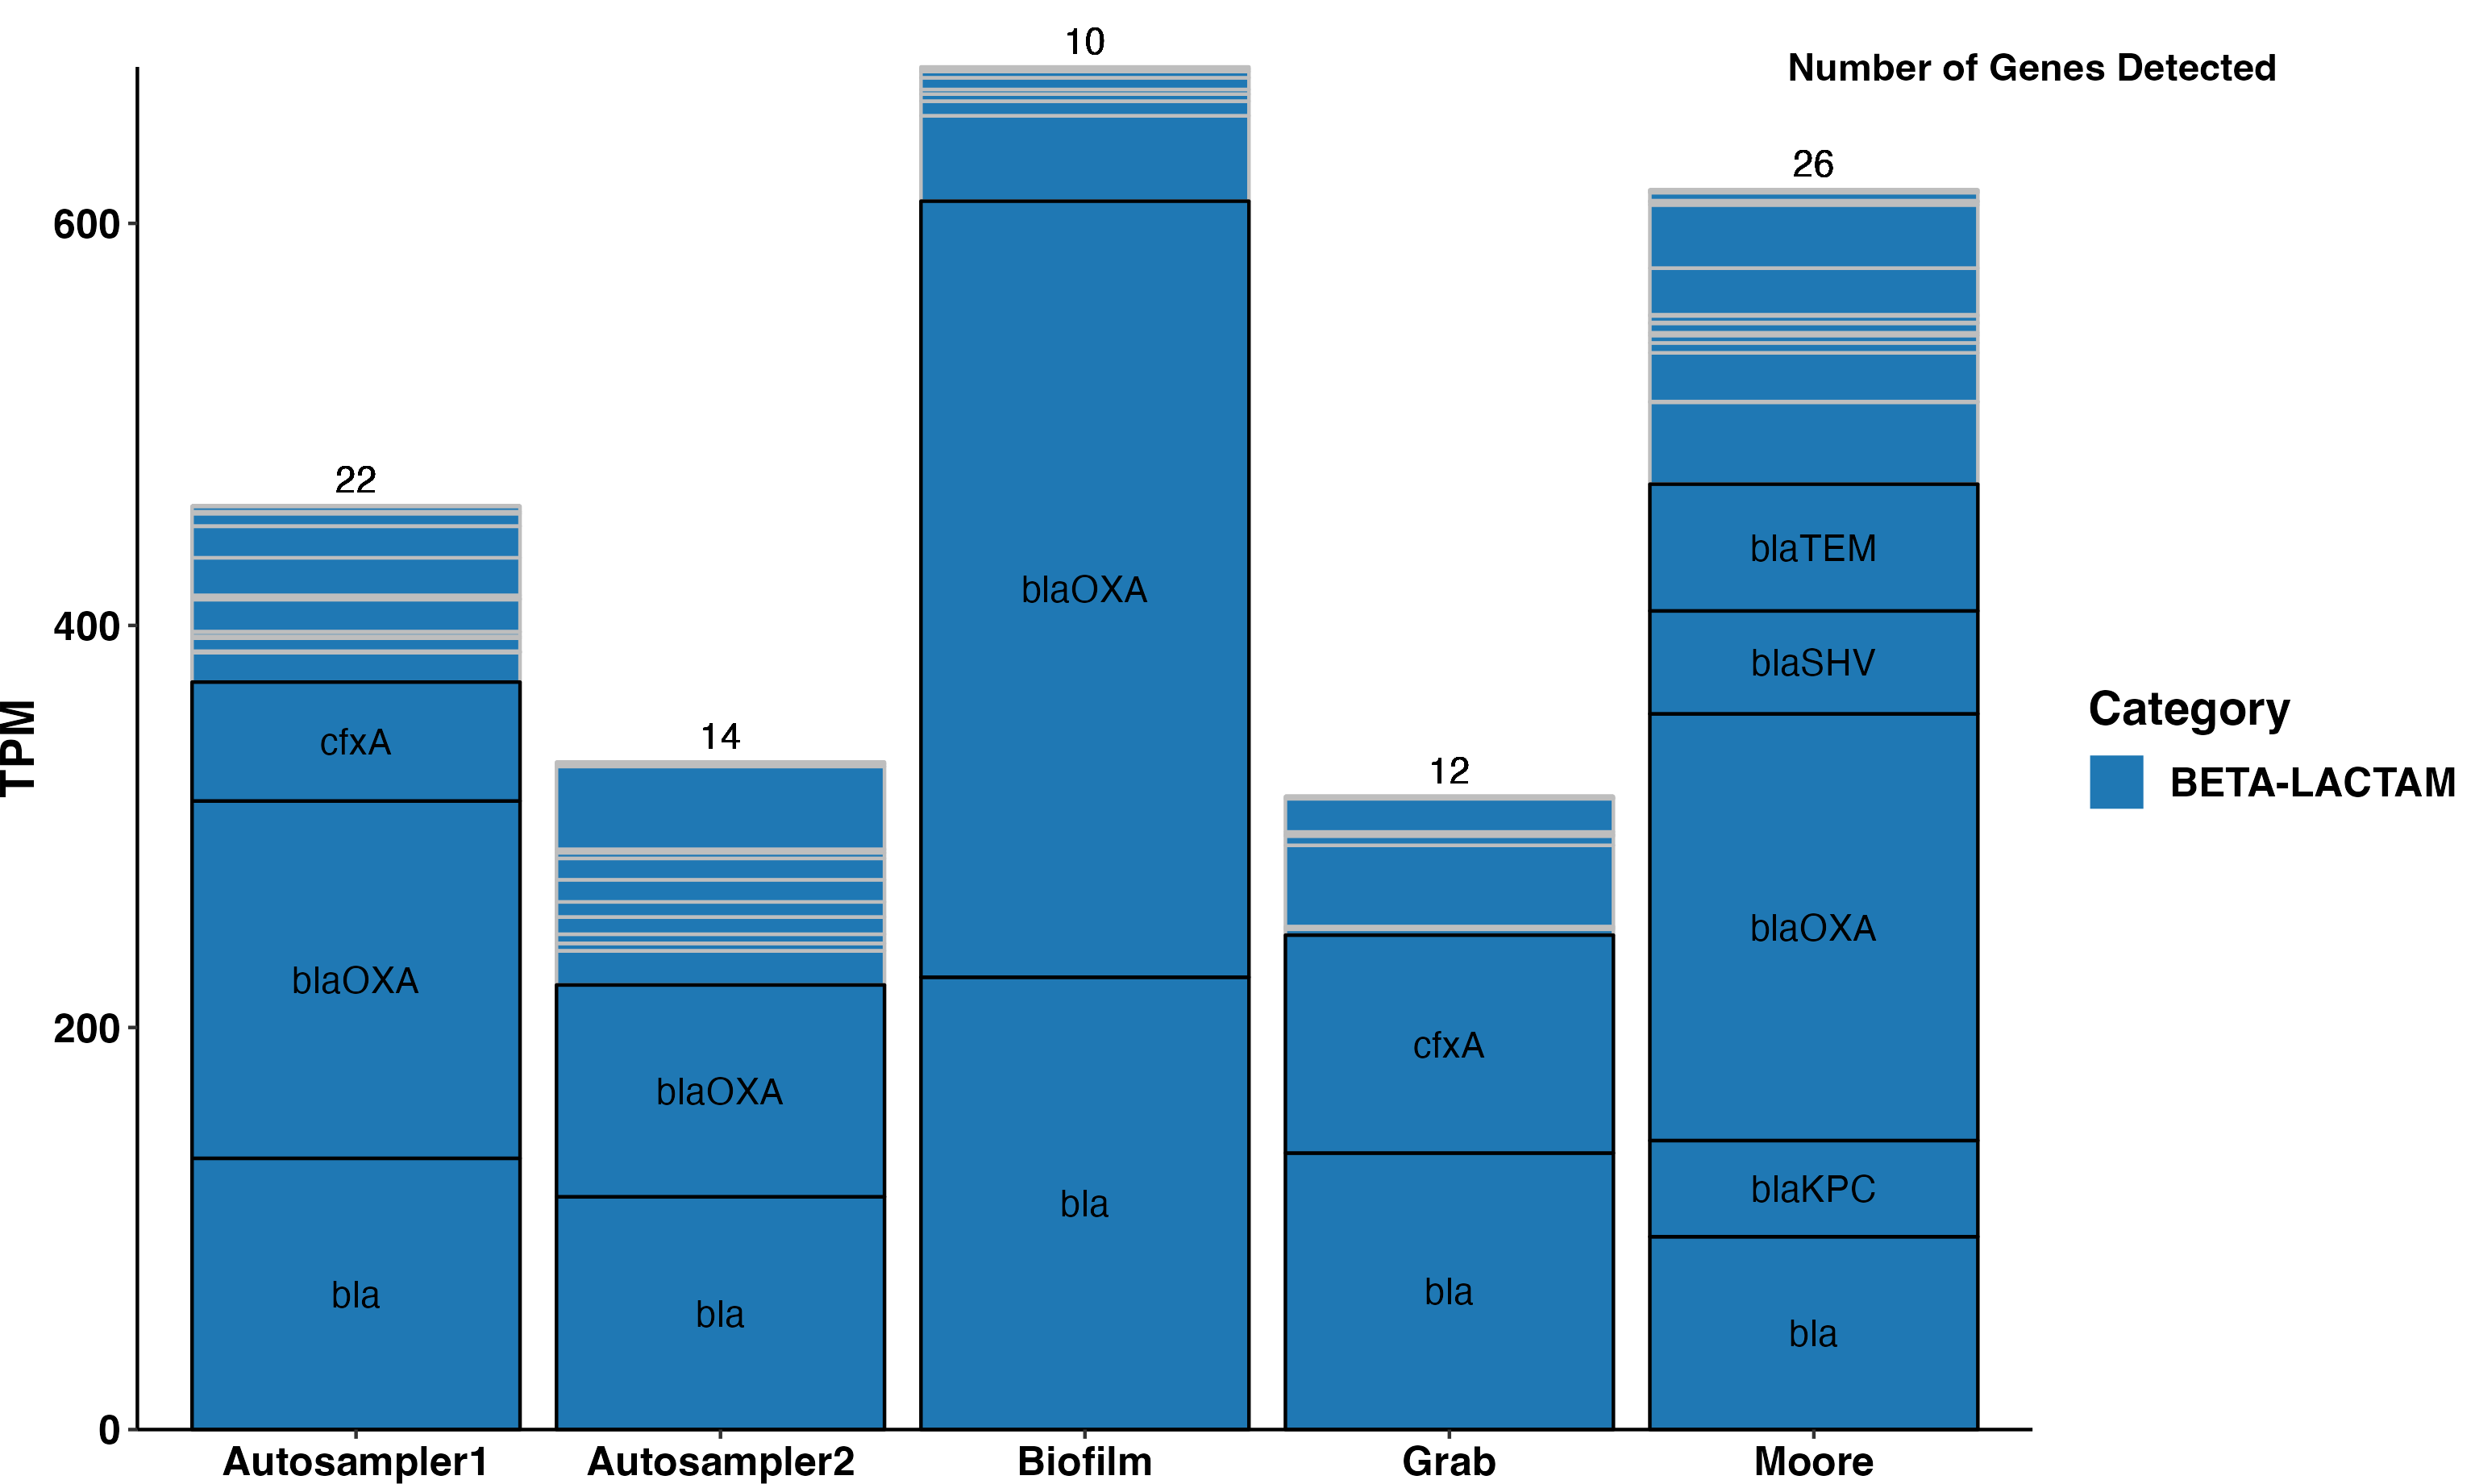 Number of Genes Detected
10
26
22
14
12
TPM
600
400
200
0
cfxA
blaOXA
bla
blaOXA
bla
blaOXA
bla
cfxA
bla
blaTEM
blaSHV
blaOXA
blaKPC
bla
Autosampler1
Autosampler2
Biofilm
Grab
Moore
Category
BETA-LACTAM